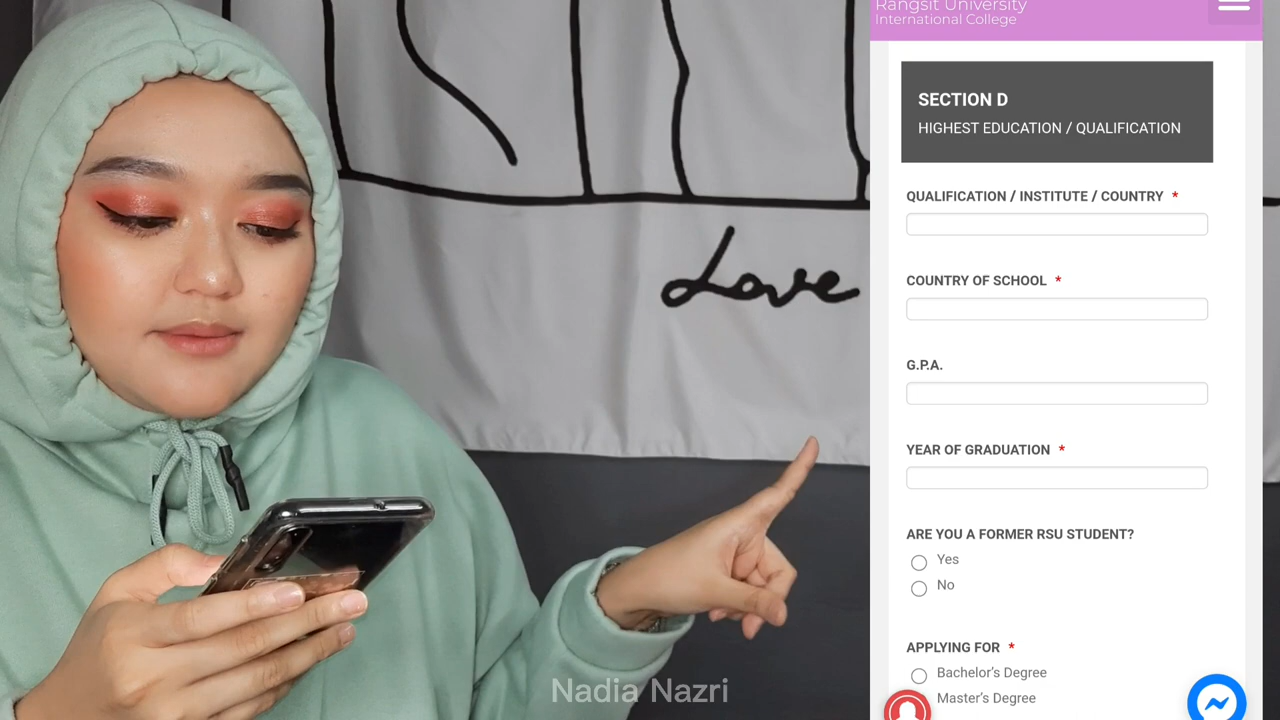 Rangsit University
International College
SECTION D
HIGHEST EDUCATION / QUALIFICATION
QUALIFICATION / INSTITUTE / COUNTRY *
COUNTRY OF SCHOOL *
G.P.A.
YEAR OF GRADUATION *
ARE YOU A FORMER RSU STUDENT?
Yes
No
APPLYING FOR *
Bachelor's Degree
Master's Degree
Love
Nadia Nazri